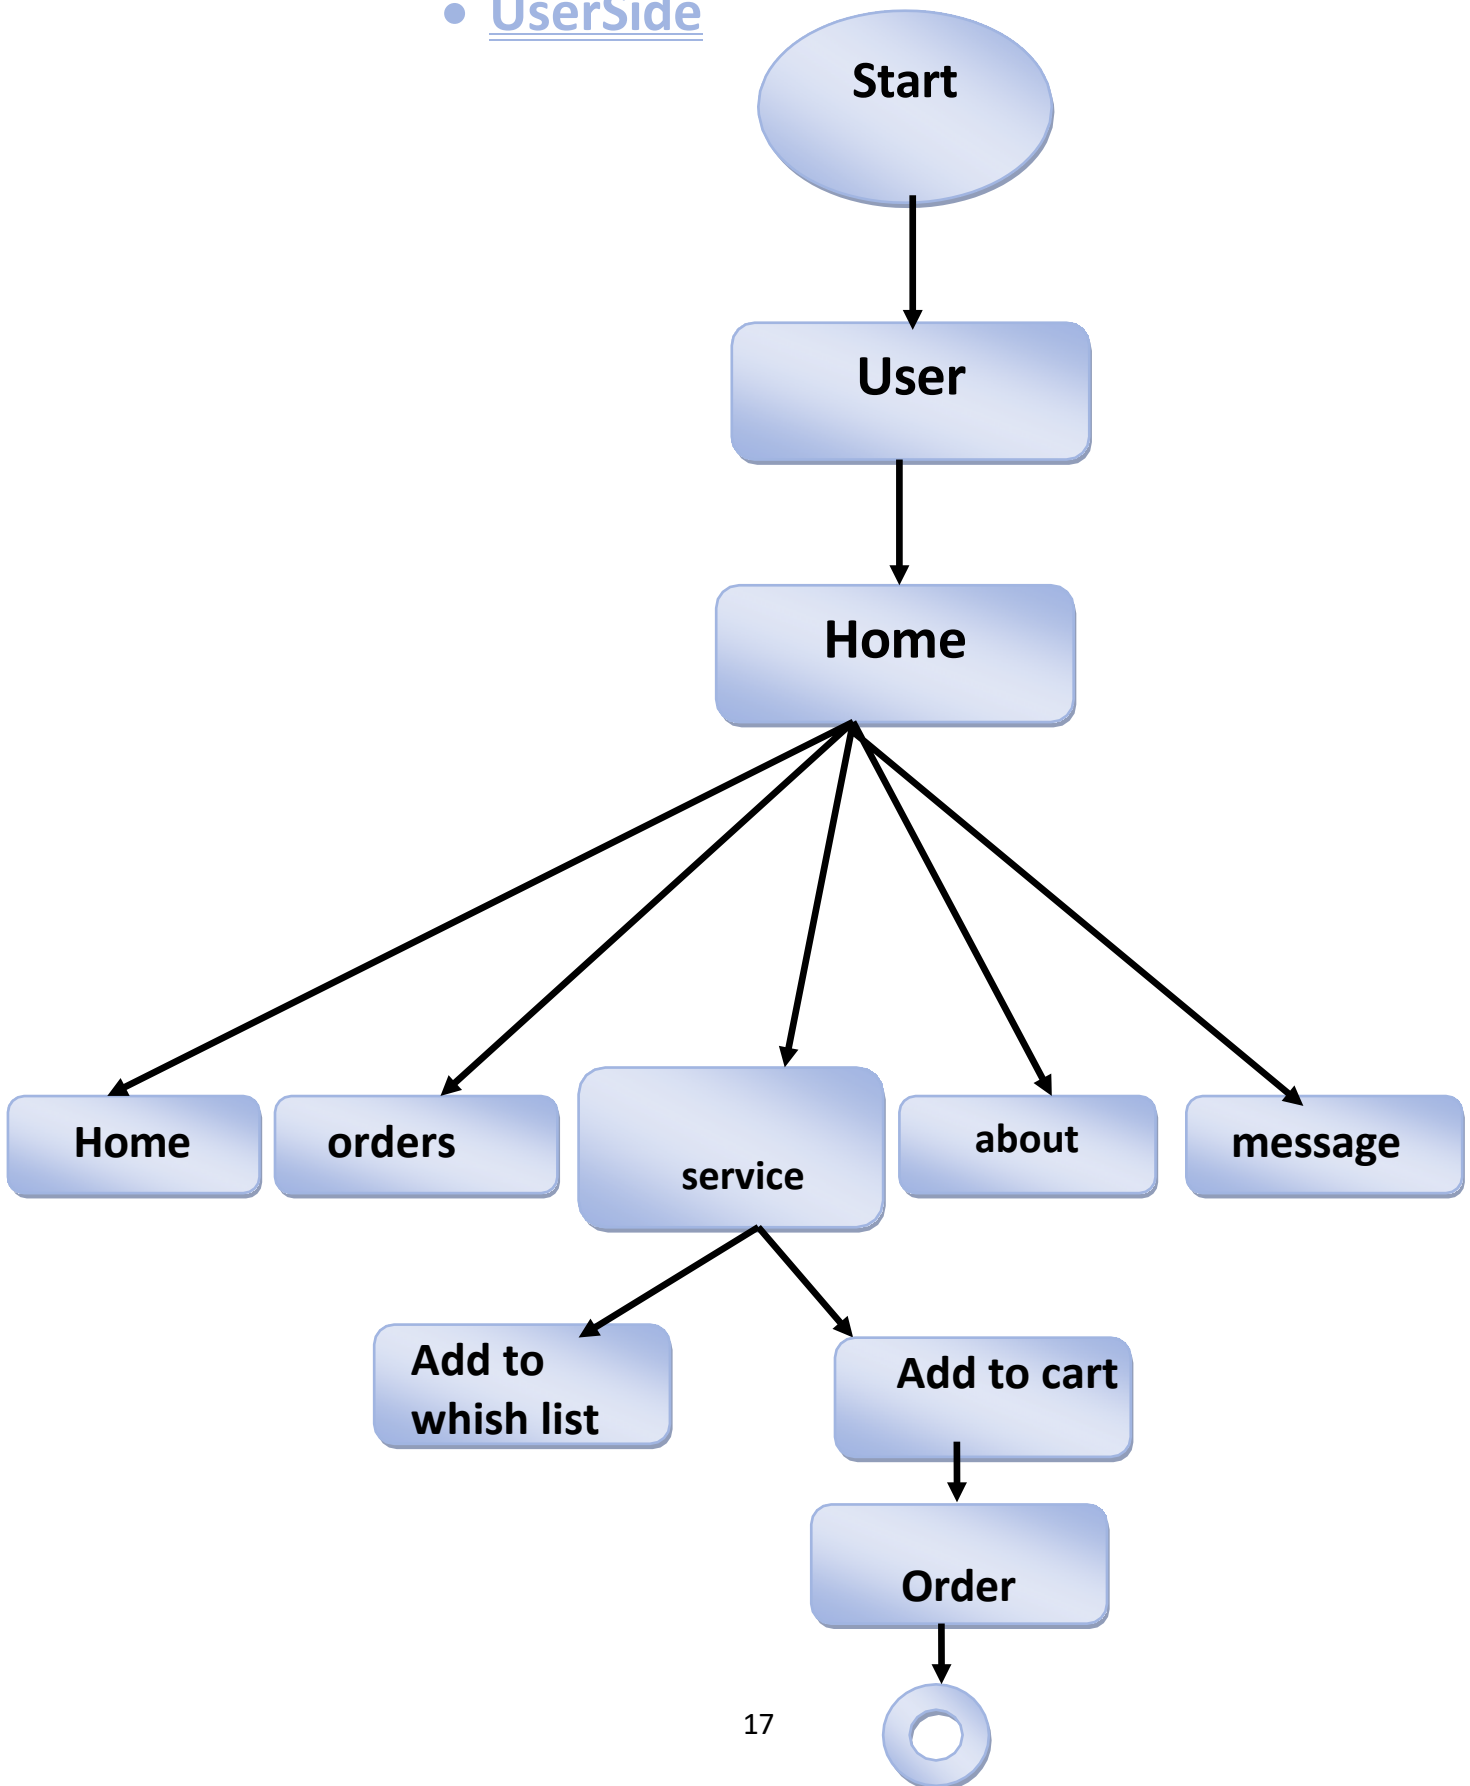 • UserSide
Start
User
Home
Home
orders
service
about
message
Add to
whish list
Add to cart
Order
17